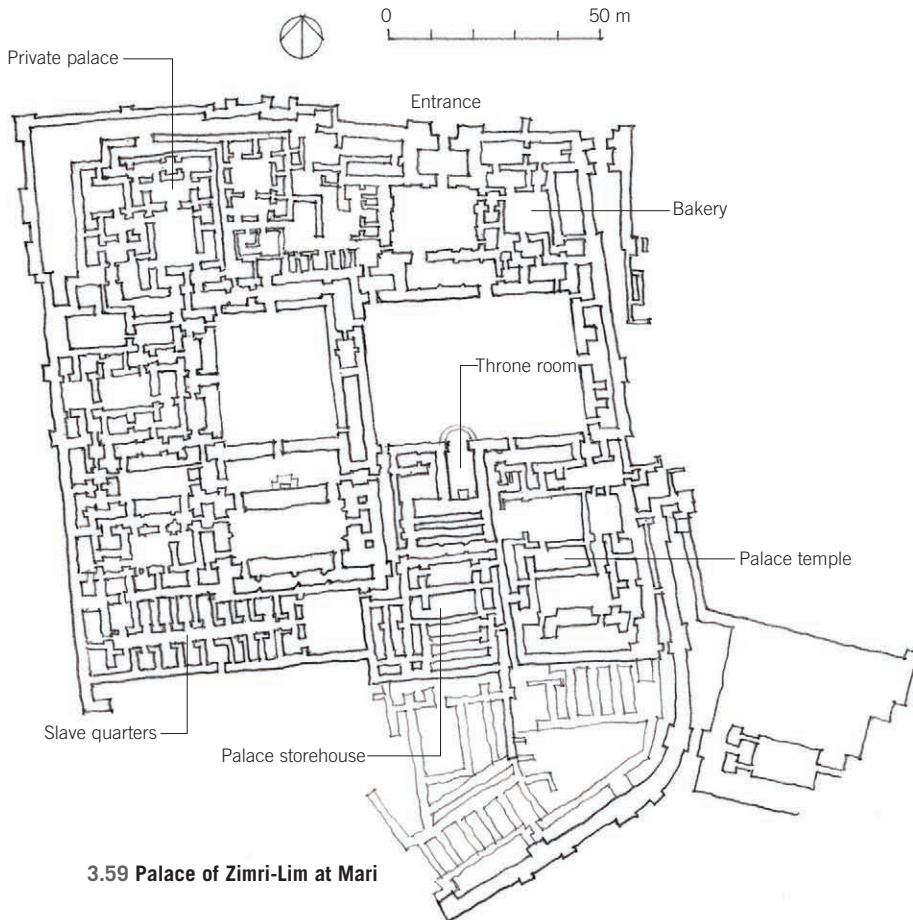 0 50 m
Private palace
Entrance
Bakery
Throne room
Palace temple
Slave quarters
Palace storehouse
3.59 Palace of Zimri-Lim at Mari